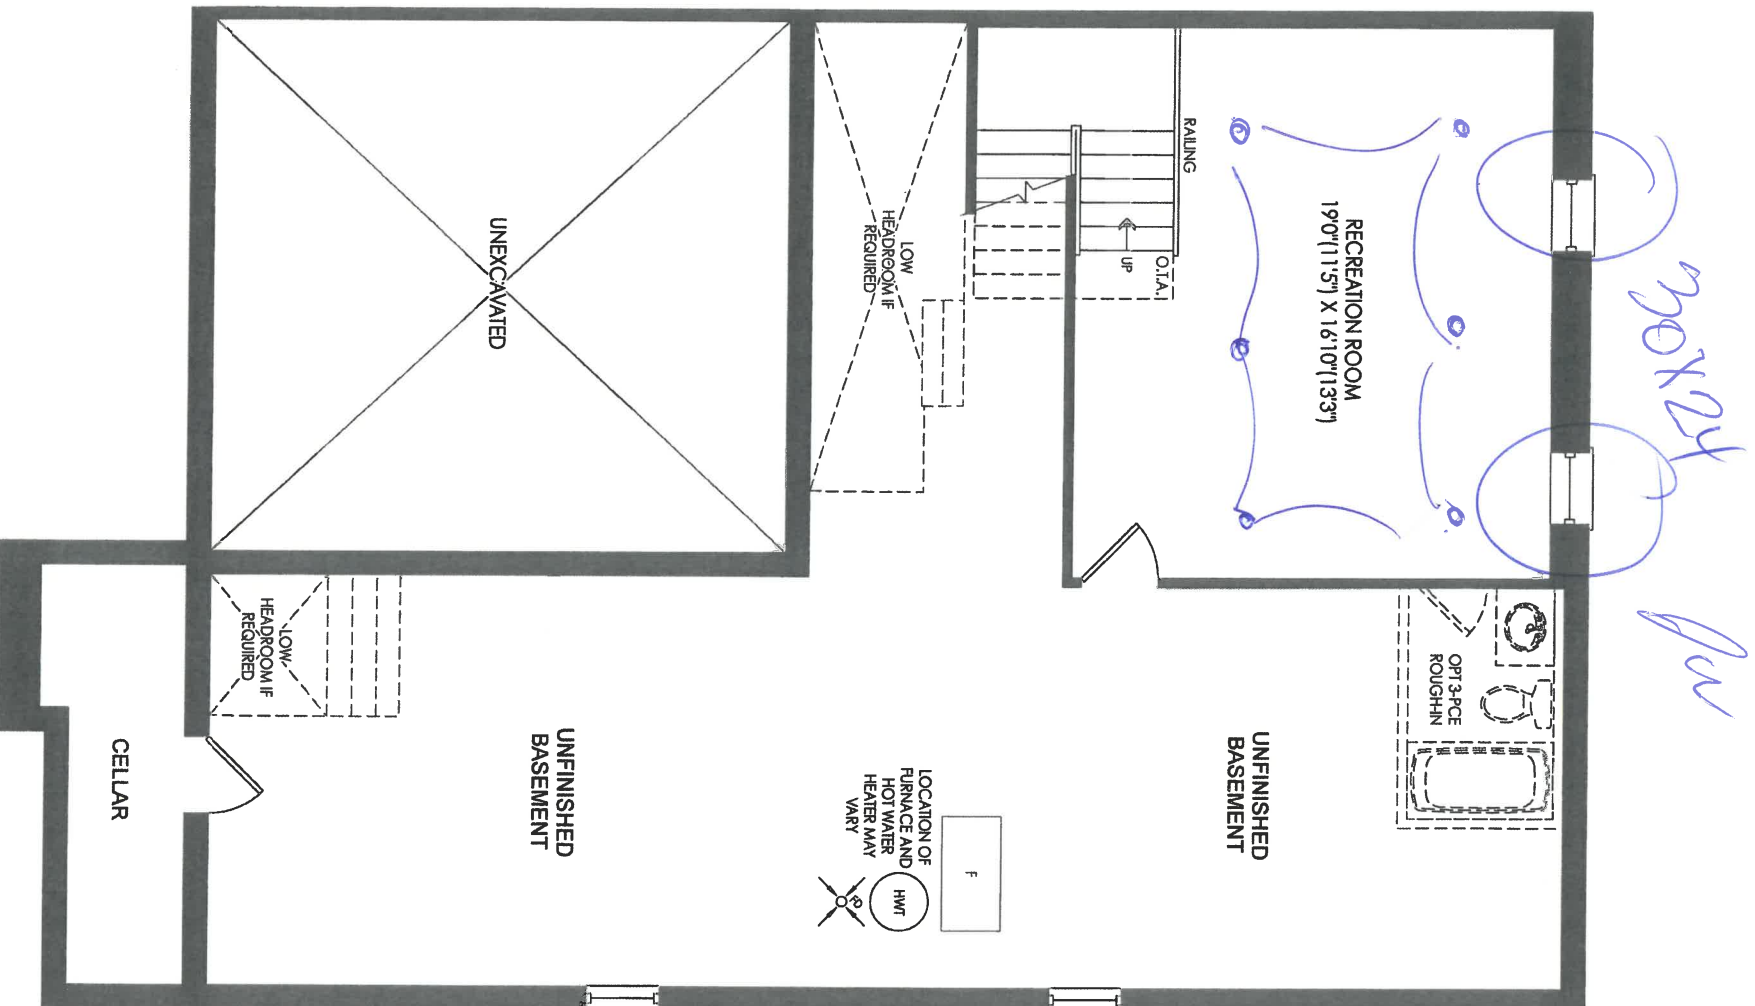 RAILING
UP
O.T.A.
RECREATION ROOM
19'0"(11'5") X 16'10"(13'3")
30X24
LOW
HEADROOM IF
REQUIRED
UNEXCAVATED
OPT 3-PCE
ROUGH-IN
UNFINISHED
BASEMENT
LOCATION OF
FURNACE AND
HOT WATER
HEATER MAY
VARY
F
HWT
FD
UNFINISHED
BASEMENT
LOW
HEADROOM IF
REQUIRED
CELLAR